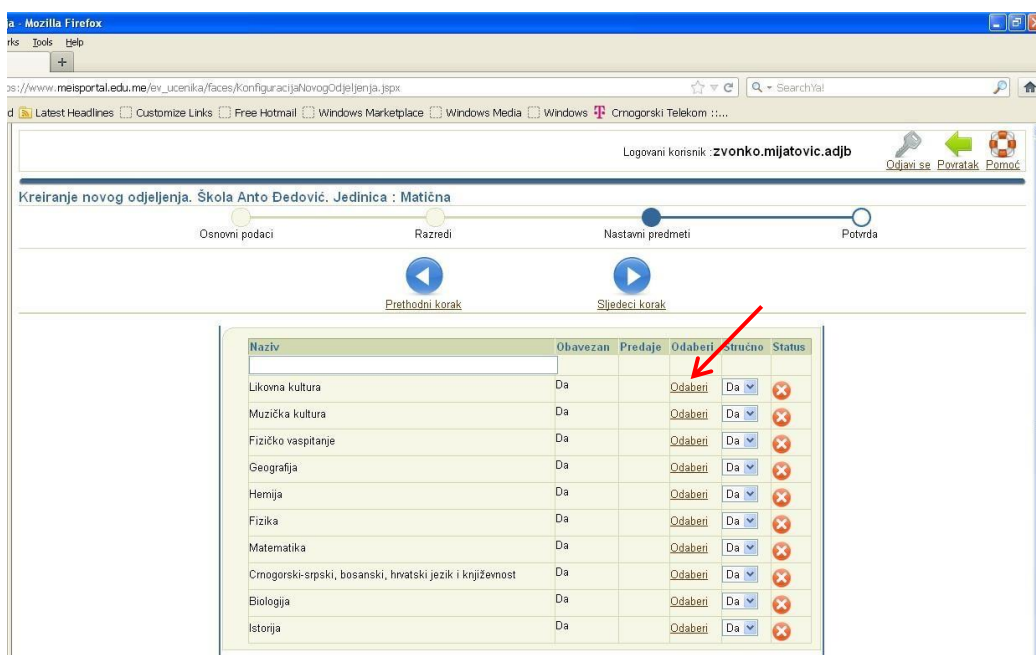 ja - Mozilla Firefox
rks Tools Help
+
ps://www.meisportal.edu.me/ev_ucenika/faces/KonfiguracijaNovogOdjeljenja.jspx SearchYa!
d Latest Headlines Customize Links Free Hotmail Windows Marketplace Windows Media Windows Crnogorski Telekom ::...
Logovani korisnik :zvonko.mijatovic.adjb
Odjavi se Povratak Pomoć
Kreiranje novog odjeljenja. Škola Anto Đedović. Jedinica : Matična
Osnovni podaci Razredi Nastavni predmeti Potvrda
Prethodni korak Sljedeci korak
Naziv Obavezan Predaje Odaberi Stručno Status
Likovna kultura Da Odaberi Da
Muzička kultura Da Odaberi Da
Fizičko vaspitanje Da Odaberi Da
Geografija Da Odaberi Da
Hemija Da Odaberi Da
Fizika Da Odaberi Da
Matematika Da Odaberi Da
Crnogorski-srpski, bosanski, hrvatski jezik i književnost Da Odaberi Da
Biologija Da Odaberi Da
Istorija Da Odaberi Da